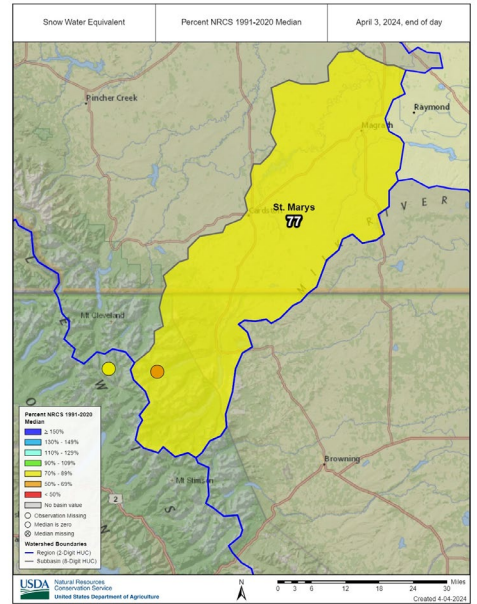 Snow Water Equivalent
Percent NRCS 1991-2020 Median
April 3, 2024, end of day
Pincher Creek
Raymond
Magrath
St. Marys
77
RIVER
Mt Cleveland
Browning
2
Percent NRCS 1991-2020
Median
≥ 150%
130% - 149%
110% - 129%
90% - 109%
70% - 89%
50% - 69%
< 50%
No basin value
Observation Missing
Median is zero
Median missing
Watershed Boundaries
Region (2-Digit HUC)
Subbasin (8-Digit HUC)
USDA
Natural Resources
Conservation Service
United States Department of Agriculture
N
Miles
0 3 6 12 18 24 30
Created 4-04-2024